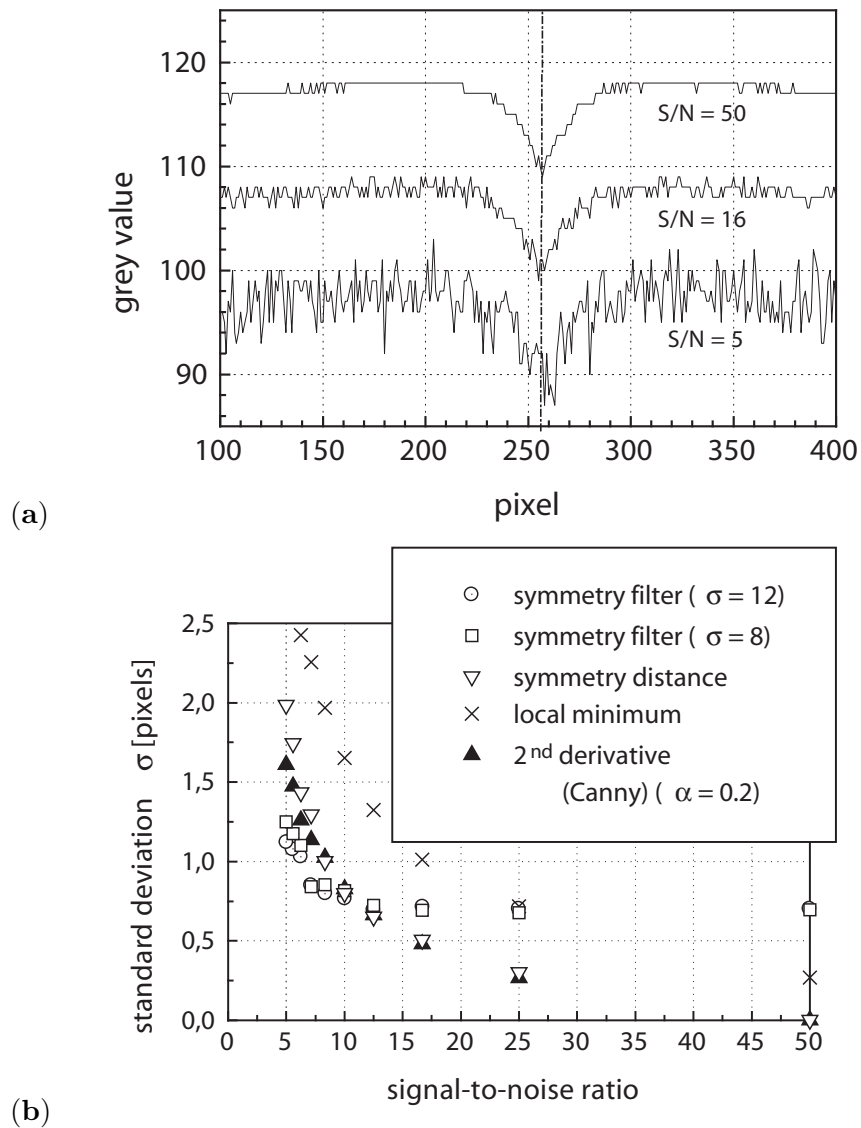 120
110
100
90
grey value
S/N = 50
S/N = 16
S/N = 5
100 150 200 250 300 350 400
pixel
(a)
symmetry filter ( σ = 12)
symmetry filter ( σ = 8)
symmetry distance
local minimum
2nd derivative
(Canny) ( α = 0.2)
2,5
2,0
1,5
1,0
0,5
0,0
standard deviation σ [pixels]
0 5 10 15 20 25 30 35 40 45 50
signal-to-noise ratio
(b)